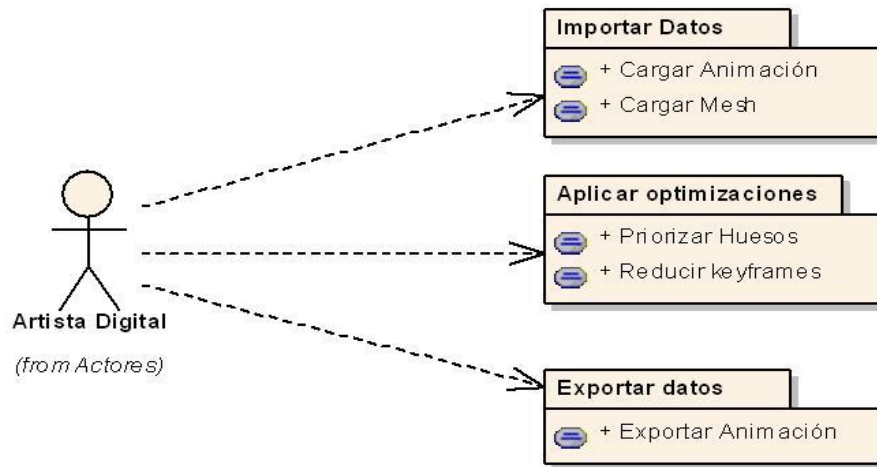 Importar Datos
+ Cargar Animación
+ Cargar Mesh
Aplicar optimizaciones
+ Priorizar Huesos
+ Reducir keyframes
Artista Digital
(from Actores)
Exportar datos
+ Exportar Animación